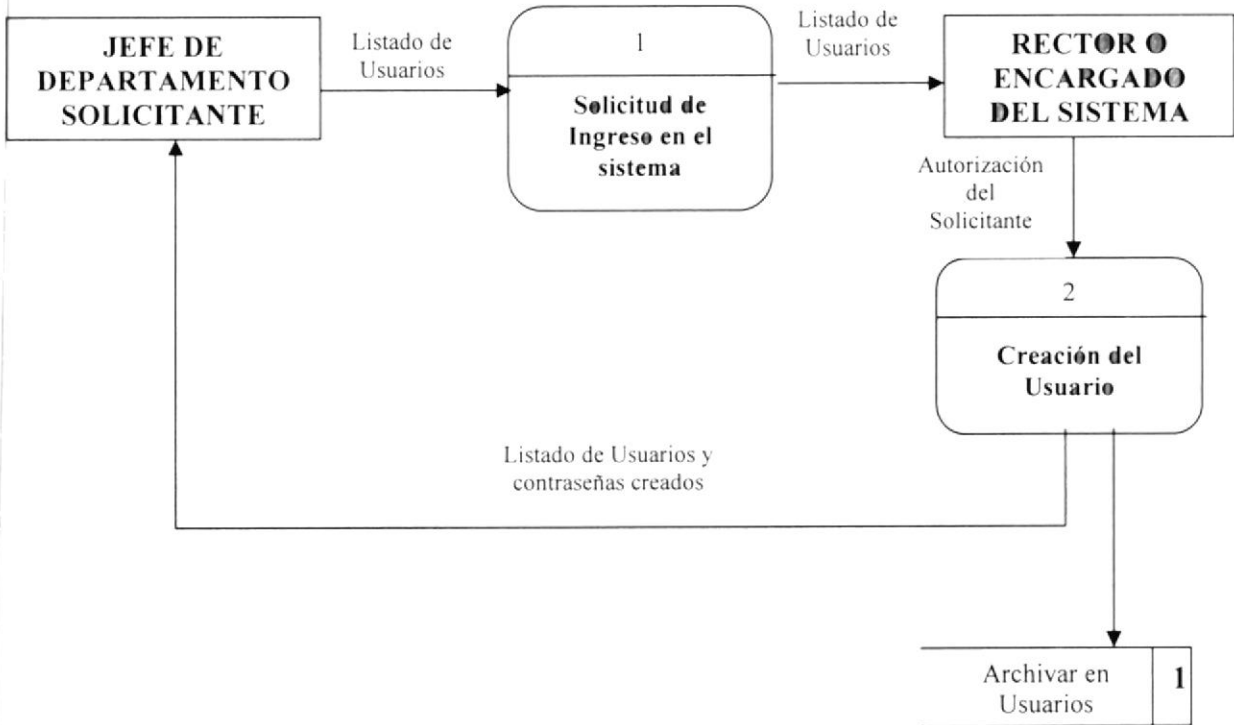 JEFE DE
DEPARTAMENTO
SOLICITANTE
Listado de
Usuarios
1
Solicitud de
Ingreso en el
sistema
Listado de
Usuarios
RECTOR O
ENCARGADO
DEL SISTEMA
Autorización
del
Solicitante
2
Creación del
Usuario
Listado de Usuarios y
contraseñas creados
Archivar en
Usuarios
1